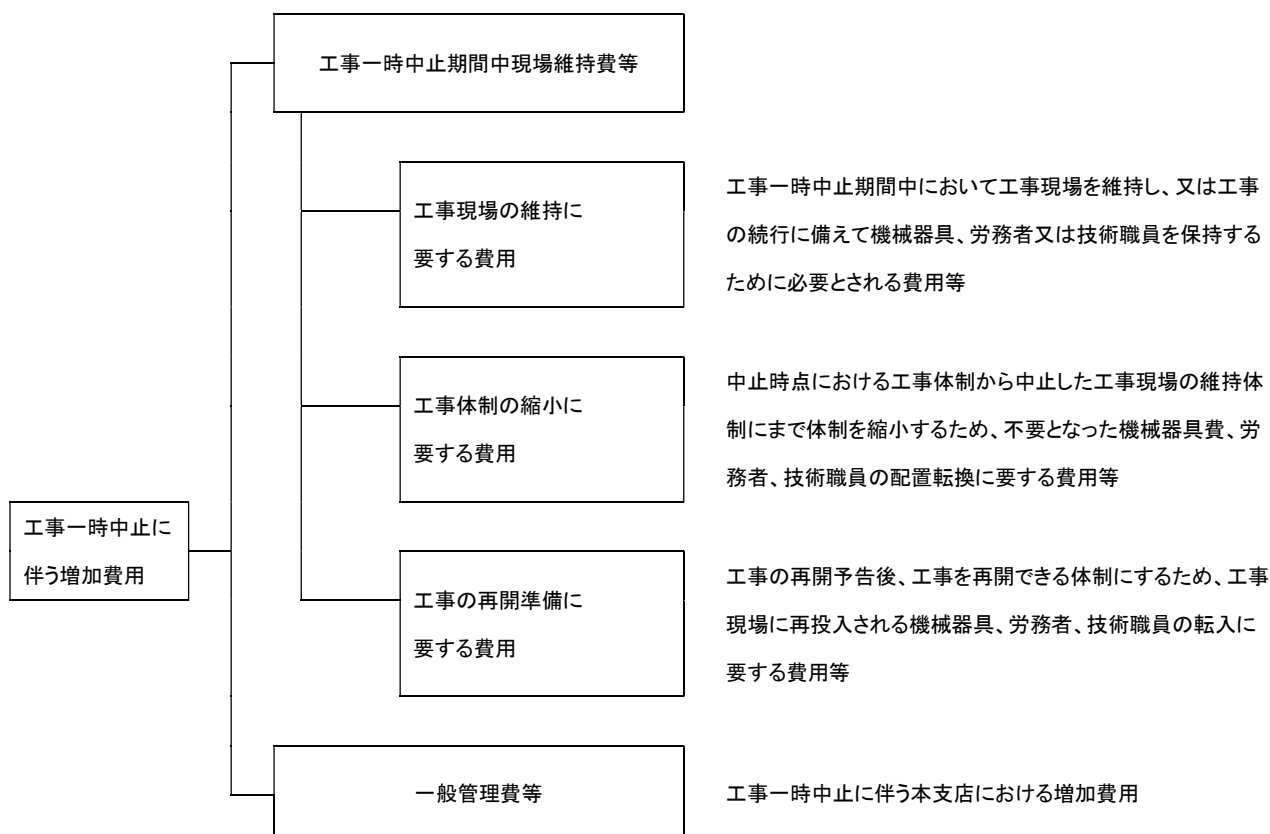 工事一時中止期間中現場維持費等
工事現場の維持に
要する費用
工事一時中止期間中において工事現場を維持し、又は工事
の続行に備えて機械器具、労務者又は技術職員を保持する
ために必要とされる費用等
工事体制の縮小に
要する費用
中止時点における工事体制から中止した工事現場の維持体
制にまで体制を縮小するため、不要となった機械器具費、労
務者、技術職員の配置転換に要する費用等
工事一時中止に
伴う増加費用
工事の再開準備に
要する費用
工事の再開予告後、工事を再開できる体制にするため、工事
現場に再投入される機械器具、労務者、技術職員の転入に
要する費用等
一般管理費等
工事一時中止に伴う本支店における増加費用